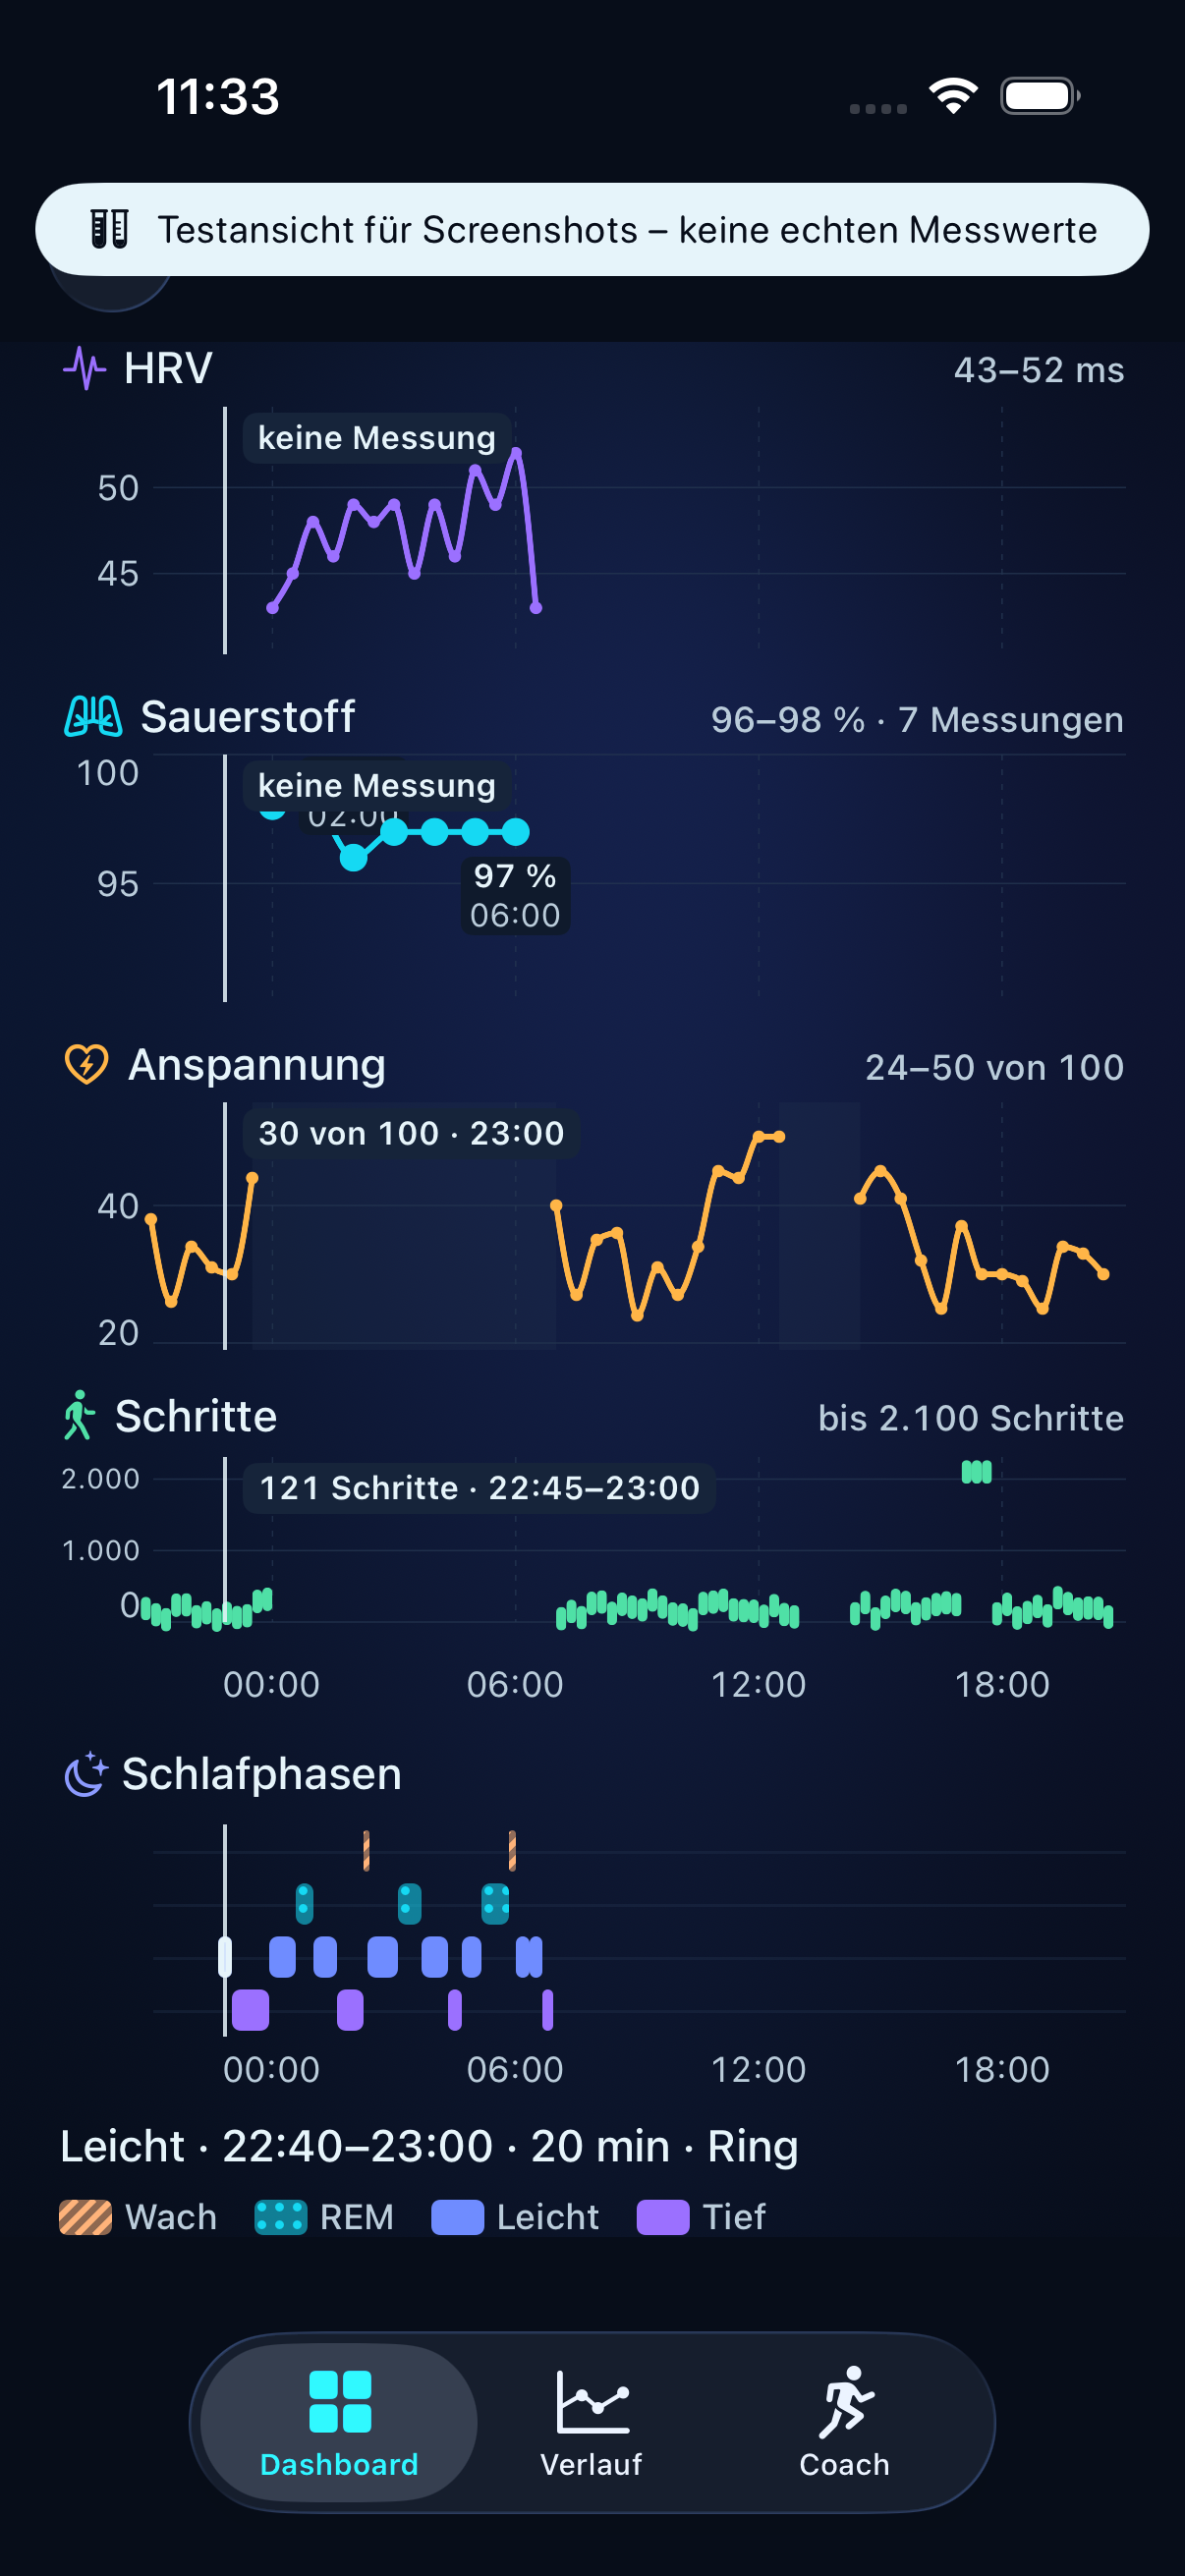 11:33
Testansicht für Screenshots – keine echten Messwerte
HRV
43–52 ms
keine Messung
50
45
Sauerstoff
96–98 % · 7 Messungen
100
keine Messung
02:00
95
97 %
06:00
Anspannung
24–50 von 100
30 von 100 · 23:00
40
20
Schritte
bis 2.100 Schritte
2.000
121 Schritte · 22:45–23:00
1.000
0
00:00 06:00 12:00 18:00
Schlafphasen
00:00 06:00 12:00 18:00
Leicht · 22:40–23:00 · 20 min · Ring
Wach REM Leicht Tief
Dashboard Verlauf Coach